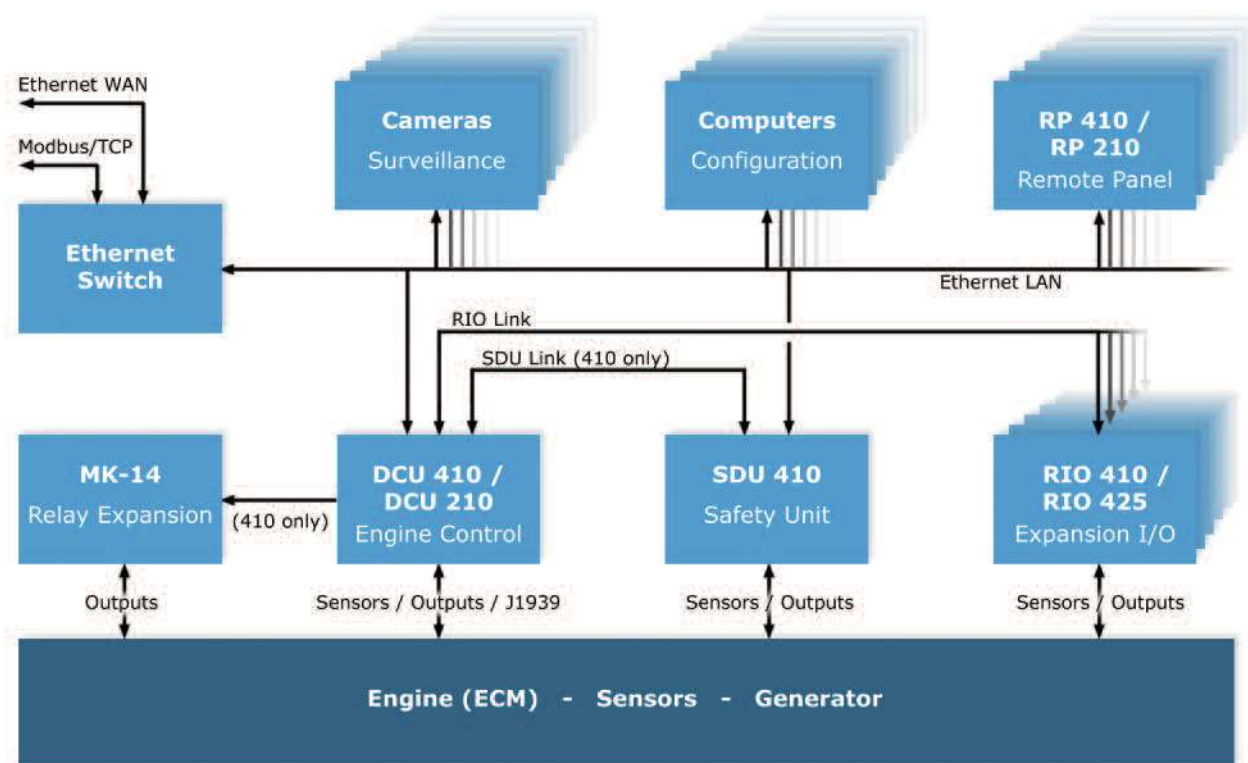 Ethernet WAN
Modbus/TCP
Cameras
Surveillance
Computers
Configuration
RP 410 /
RP 210
Remote Panel
Ethernet
Switch
Ethernet LAN
RIO Link
SDU Link (410 only)
MK-14
Relay Expansion
(410 only)
DCU 410 /
DCU 210
Engine Control
SDU 410
Safety Unit
RIO 410 /
RIO 425
Expansion I/O
Outputs
Sensors / Outputs / J1939
Sensors / Outputs
Sensors / Outputs
Engine (ECM) - Sensors - Generator